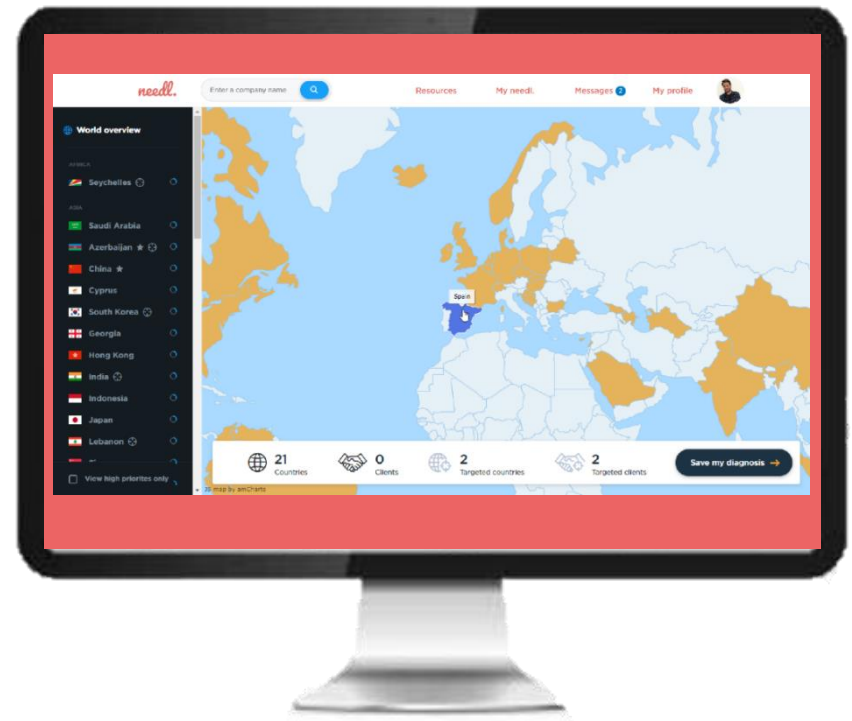 needl.
Enter a company name
Resources
My needl.
Messages 2
My profile
World overview
AFRICA
Seychelles
ASIA
Saudi Arabia
Azerbaijan
China
Cyprus
South Korea
Georgia
Hong Kong
India
Indonesia
Japan
Lebanon
View high priorites only
Spain
21
Countries
0
Clients
2
Targeted countries
2
Targeted clients
Save my diagnosis
map by amCharts